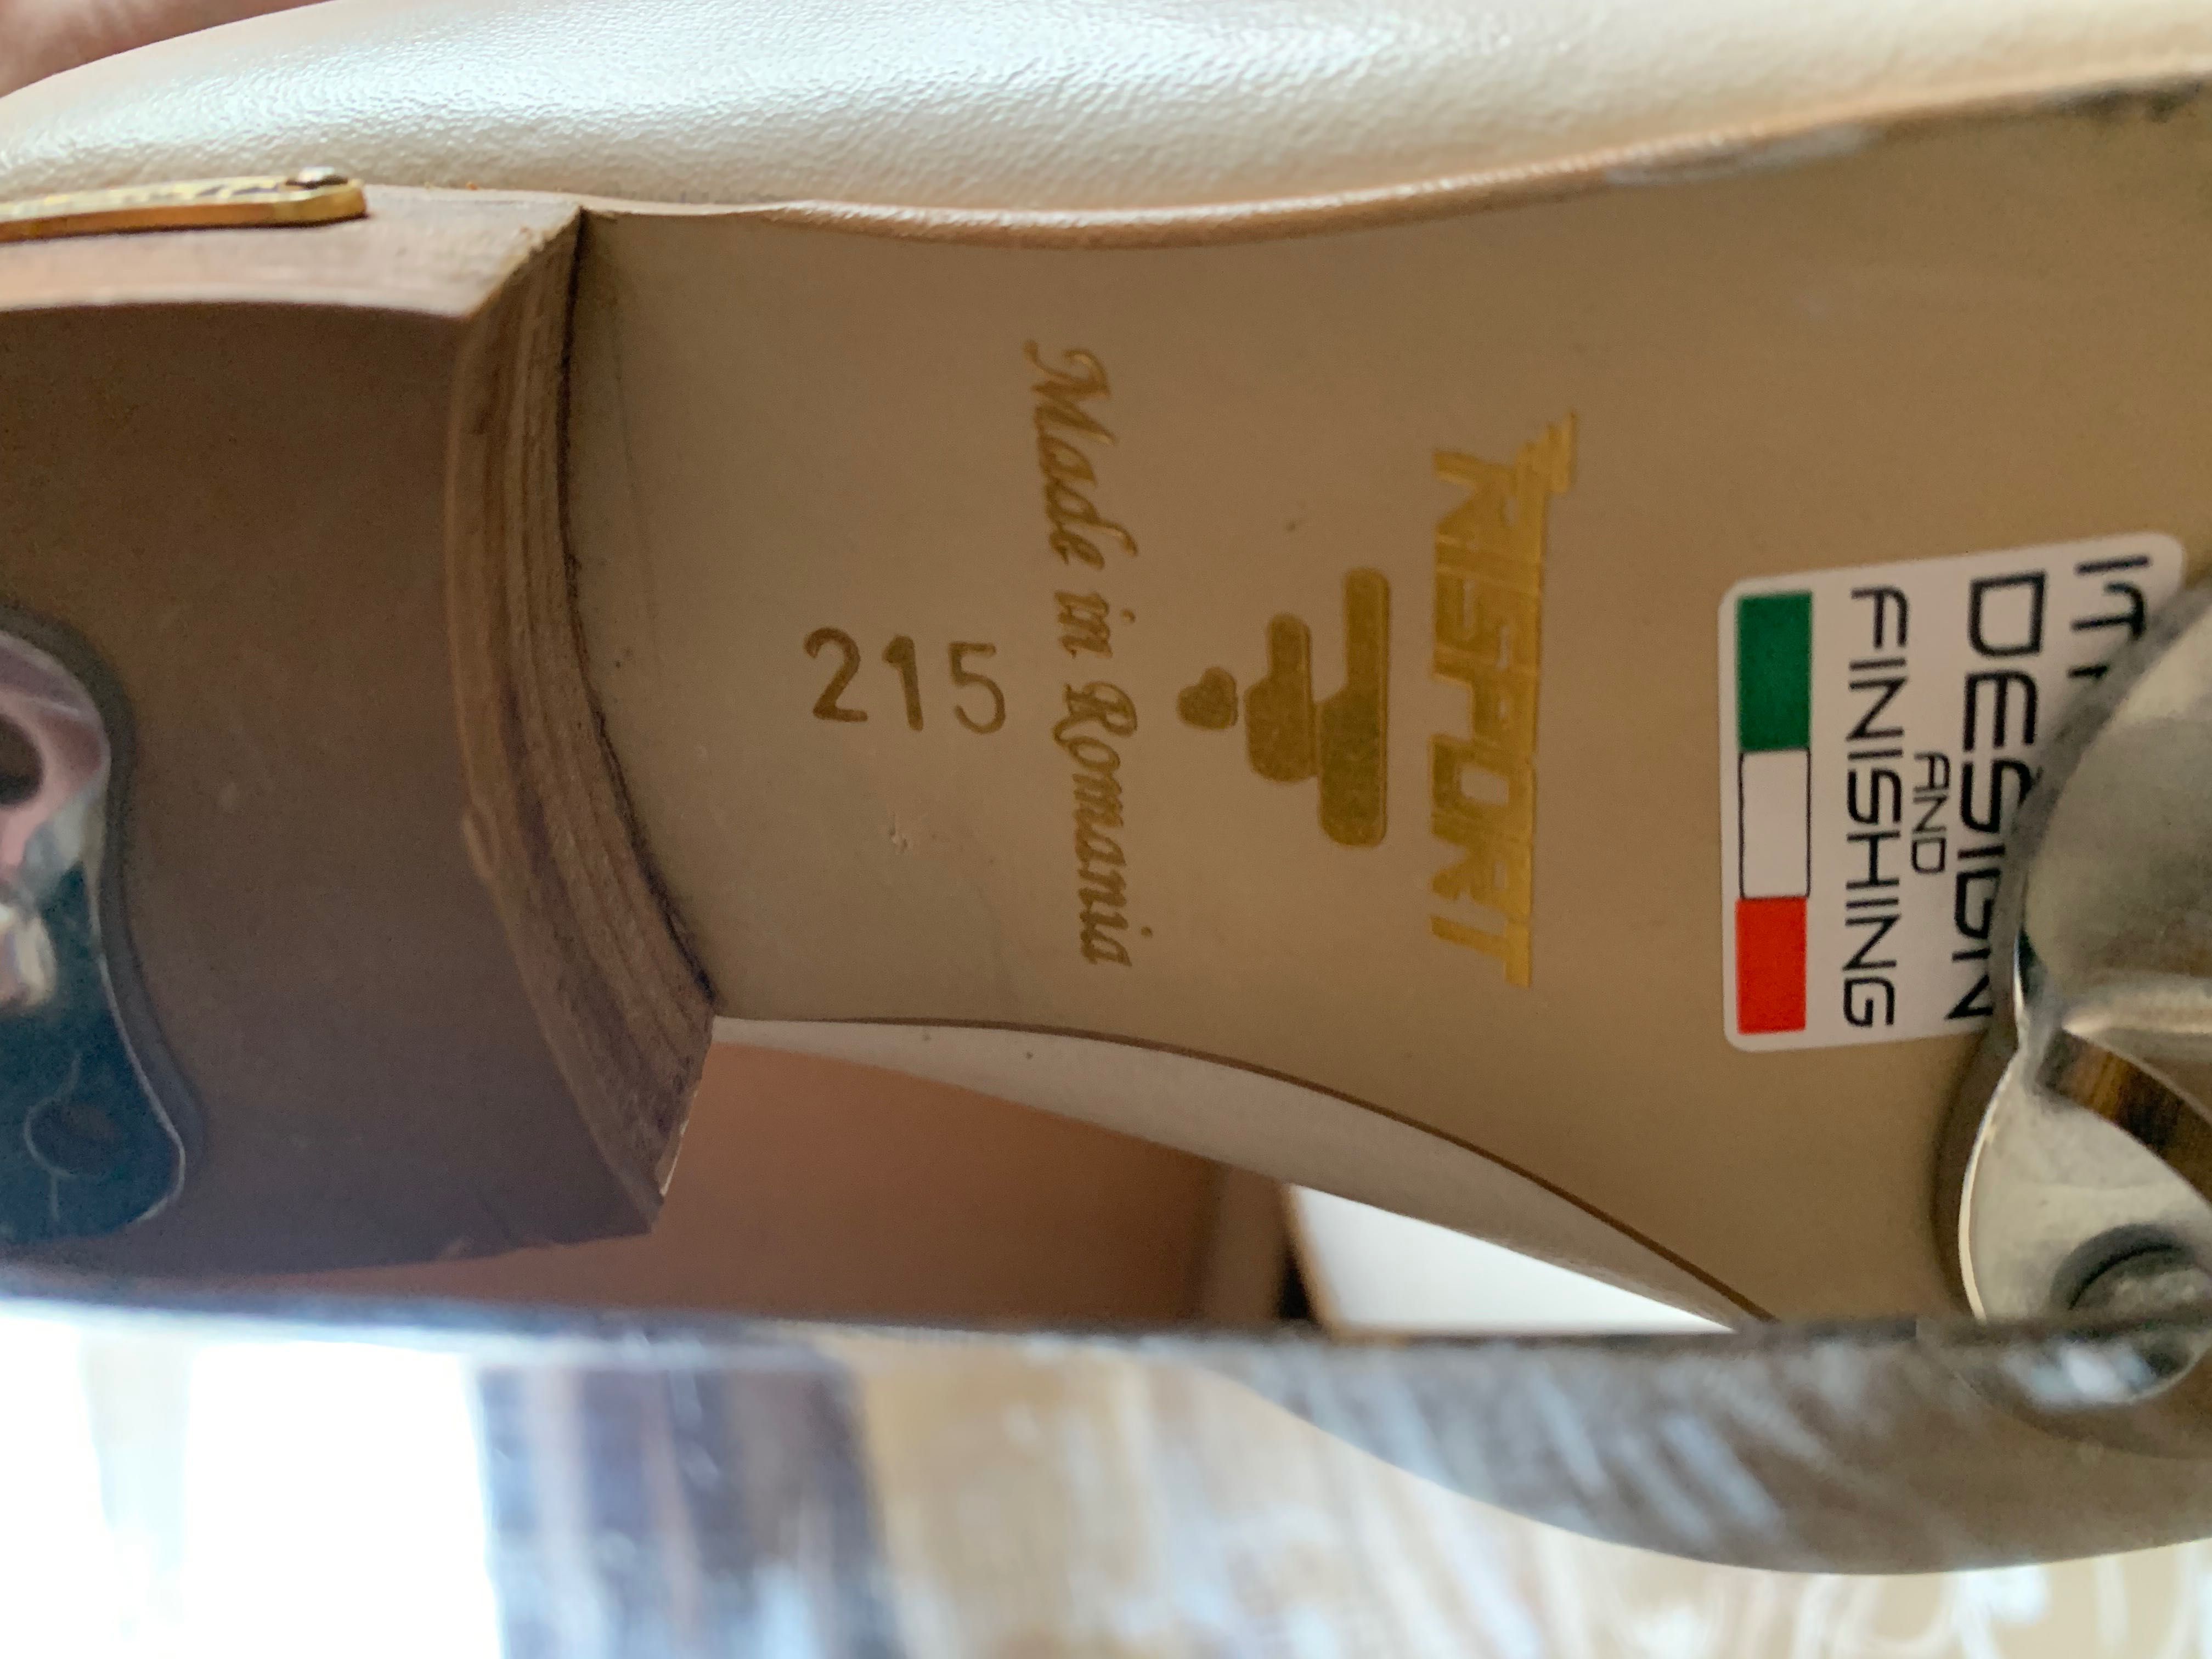 RISPORT
Made in Romania
215
DESIGN
AND
FINISHING